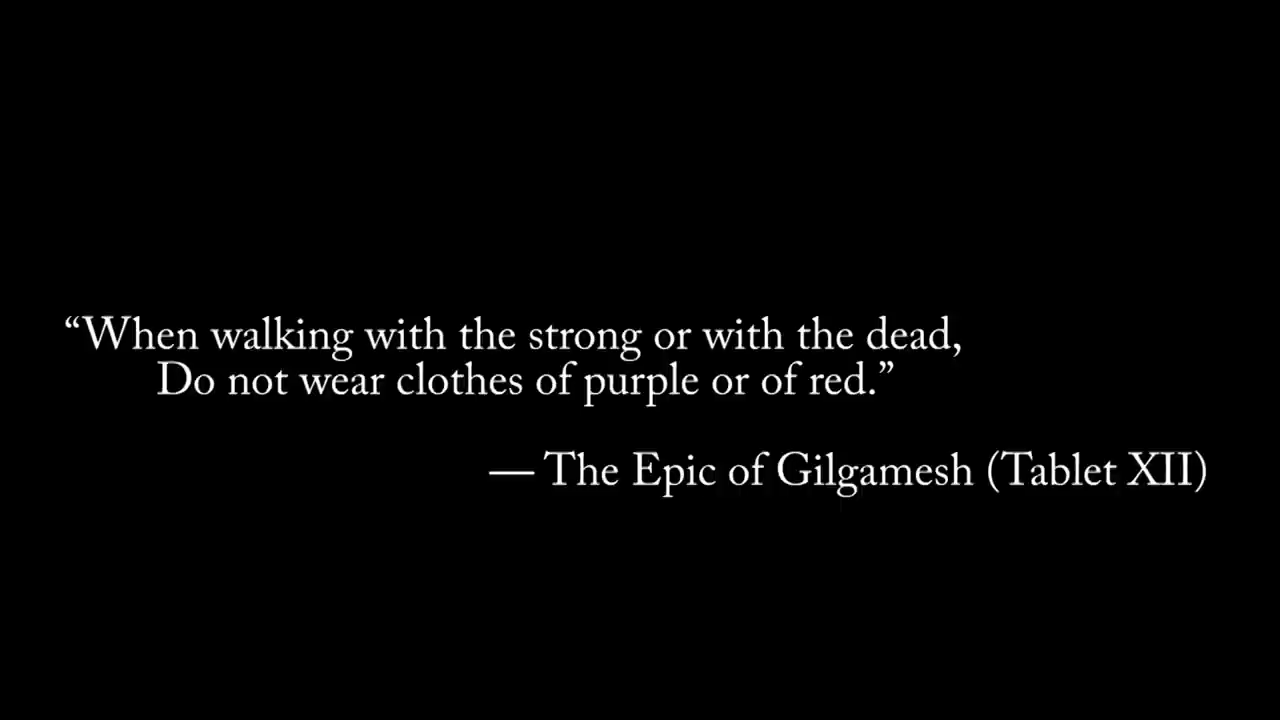 “When walking with the strong or with the dead,
Do not wear clothes of purple or of red.”
— The Epic of Gilgamesh (Tablet XII)